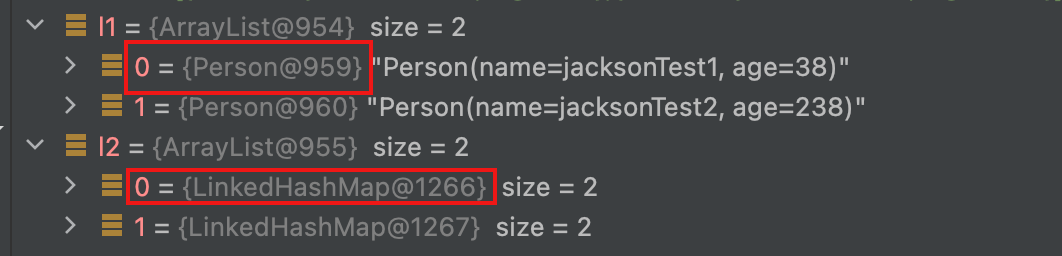 l1 = {ArrayList@954} size = 2
0 = {Person@959} "Person(name=jacksonTest1, age=38)"
1 = {Person@960} "Person(name=jacksonTest2, age=238)"
l2 = {ArrayList@955} size = 2
0 = {LinkedHashMap@1266} size = 2
1 = {LinkedHashMap@1267} size = 2